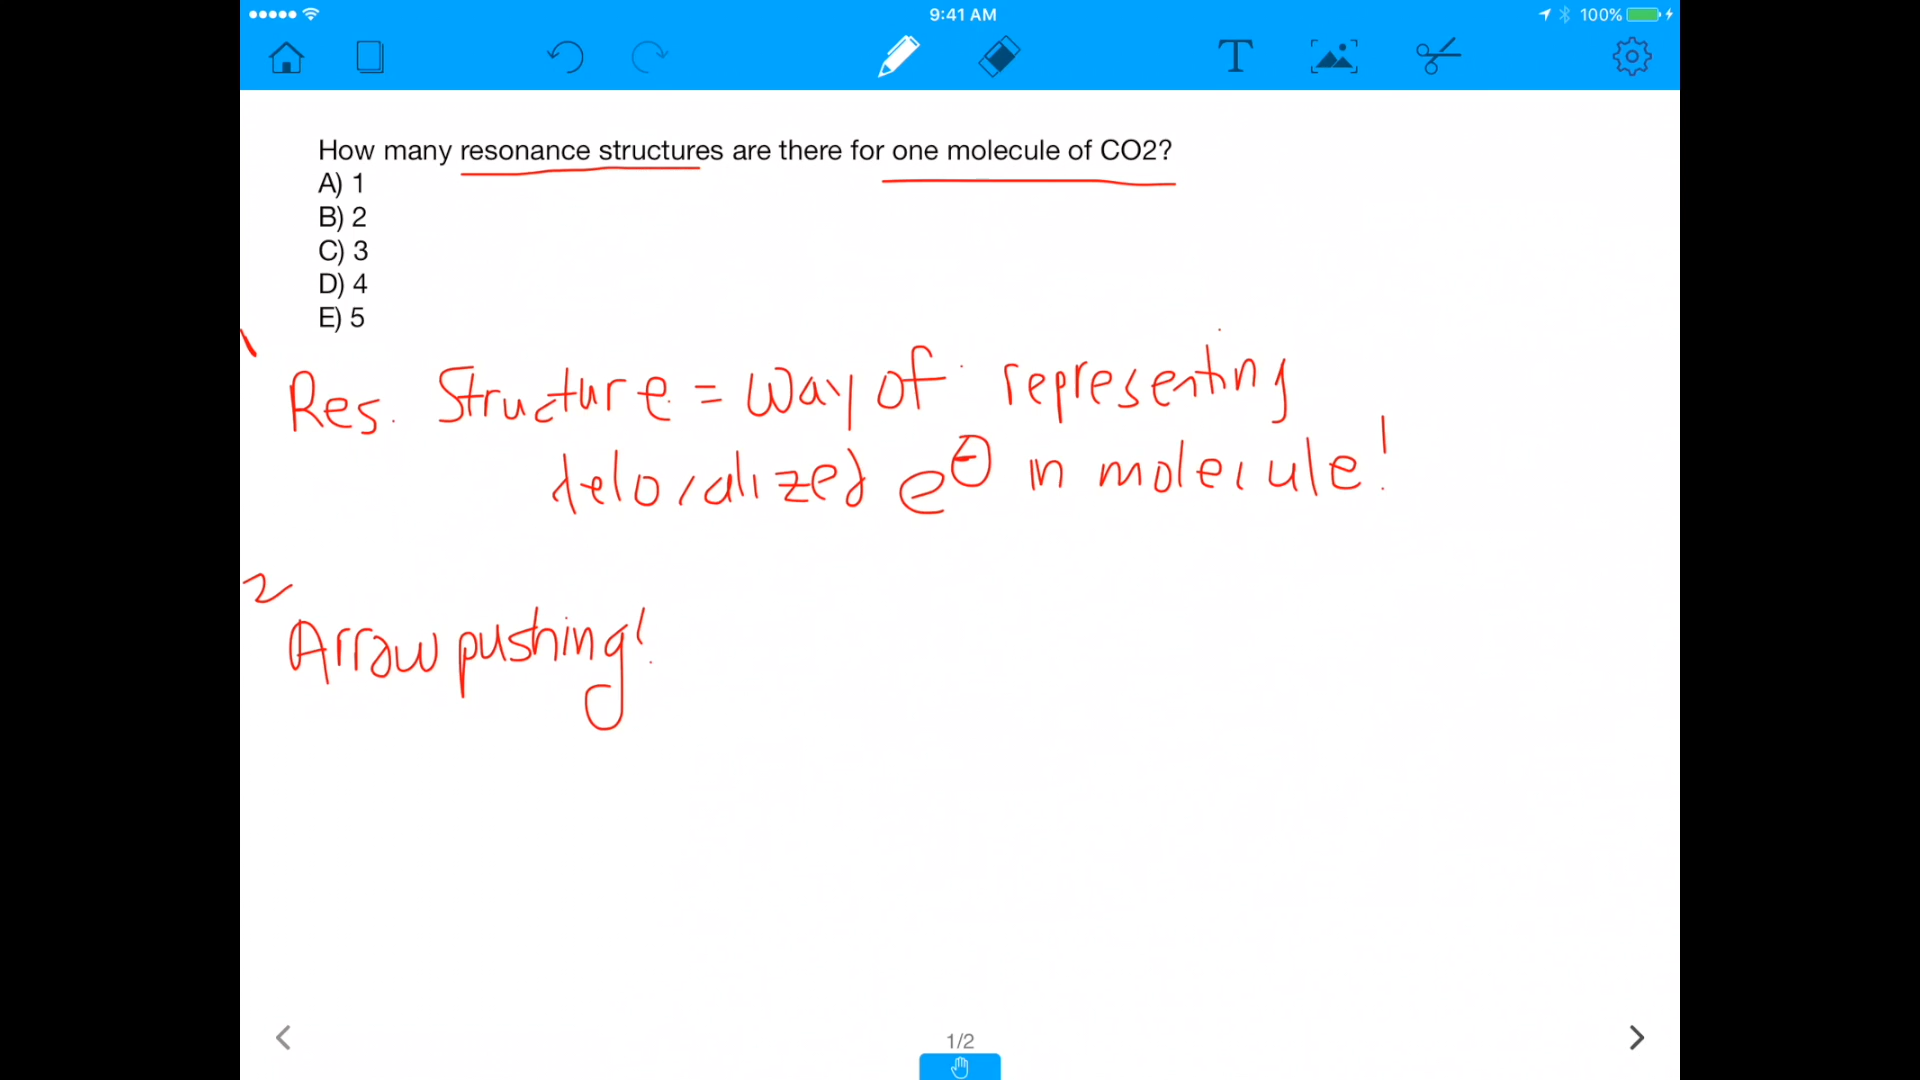 9:41 AM
100%
T
How many resonance structures are there for one molecule of CO2?
A) 1
B) 2
C) 3
D) 4
E) 5
1
Res. Structure = way of representing
delocalized e⊖ in molecule!
2
Arrow pushing!
1/2